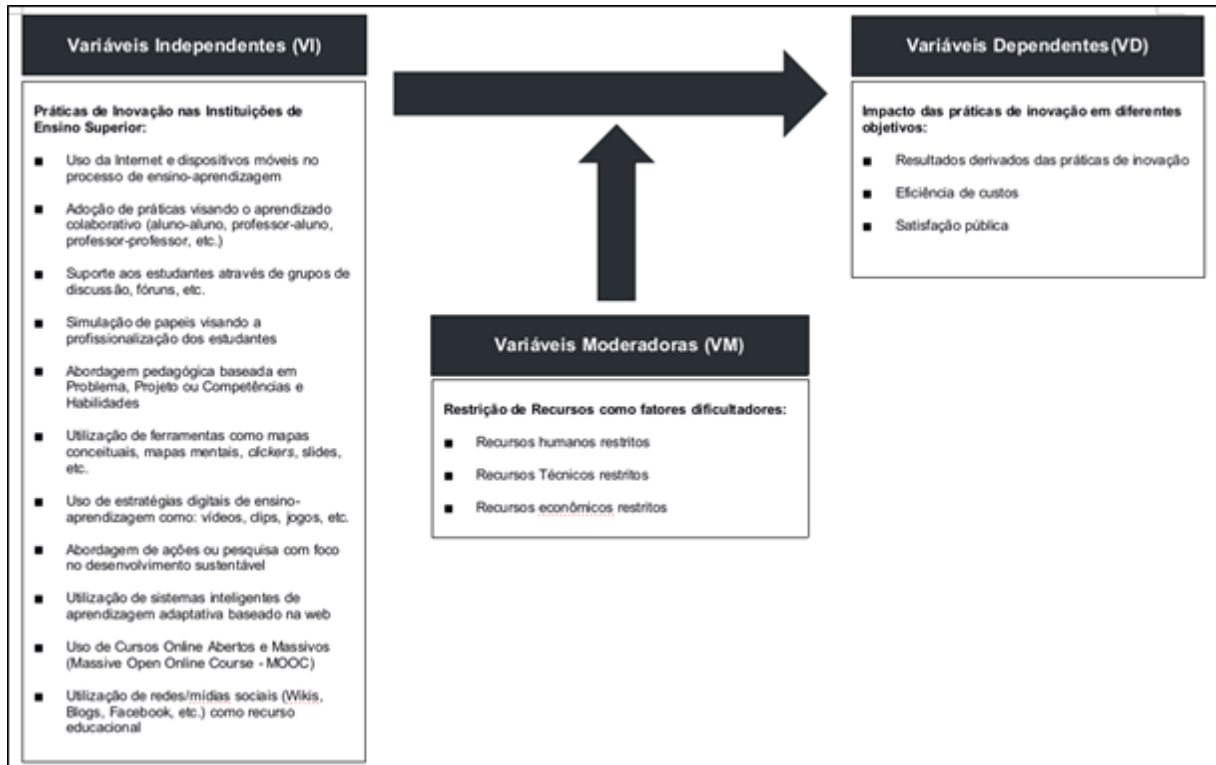 Variáveis Independentes (VI)
Práticas de Inovação nas Instituições de
Ensino Superior:
■ Uso da Internet e dispositivos móveis no
processo de ensino-aprendizagem
■ Adoção de práticas visando o aprendizado
colaborativo (aluno-aluno, professor-aluno,
professor-professor, etc.)
■ Suporte aos estudantes através de grupos de
discussão, fóruns, etc.
■ Simulação de papeis visando a
profissionalização dos estudantes
■ Abordagem pedagógica baseada em
Problema, Projeto ou Competências e
Habilidades
■ Utilização de ferramentas como mapas
conceituais, mapas mentais, clickers, slides,
etc.
■ Uso de estratégias digitais de ensino-
aprendizagem como: vídeos, clips, jogos, etc.
■ Abordagem de ações ou pesquisa com foco
no desenvolvimento sustentável
■ Utilização de sistemas inteligentes de
aprendizagem adaptativa baseado na web
■ Uso de Cursos Online Abertos e Massivos
(Massive Open Online Course - MOOC)
■ Utilização de redes/mídias sociais (Wikis,
Blogs, Facebook, etc.) como recurso
educacional
Variáveis Moderadoras (VM)
Restrição de Recursos como fatores dificultadores:
■ Recursos humanos restritos
■ Recursos Técnicos restritos
■ Recursos econômicos restritos
Variáveis Dependentes (VD)
Impacto das práticas de inovação em diferentes
objetivos:
■ Resultados derivados das práticas de inovação
■ Eficiência de custos
■ Satisfação pública